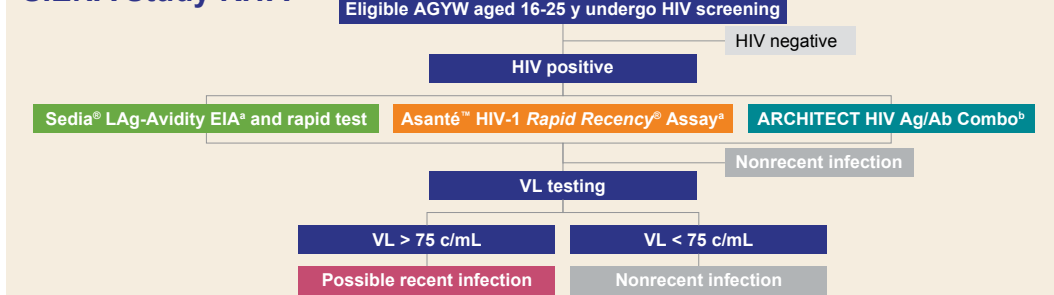 Eligible AGYW aged 16-25 y undergo HIV screening
HIV negative
HIV positive
Sedia® LAg-Avidity EIAᵃ and rapid test
Asanté™ HIV-1 Rapid Recency® Assayᵃ
ARCHITECT HIV Ag/Ab Comboᵇ
Nonrecent infection
VL testing
VL > 75 c/mL
VL < 75 c/mL
Possible recent infection
Nonrecent infection